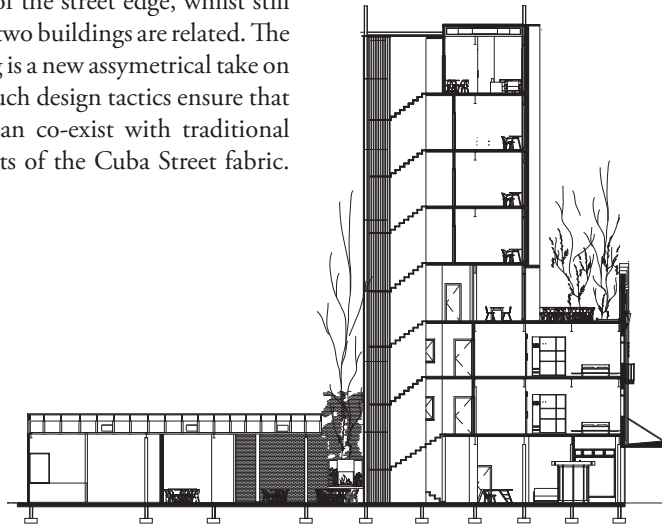 of the street edge, whilst still
two buildings are related. The
is a new assymetrical take on
uch design tactics ensure that
an co-exist with traditional
ts of the Cuba Street fabric.